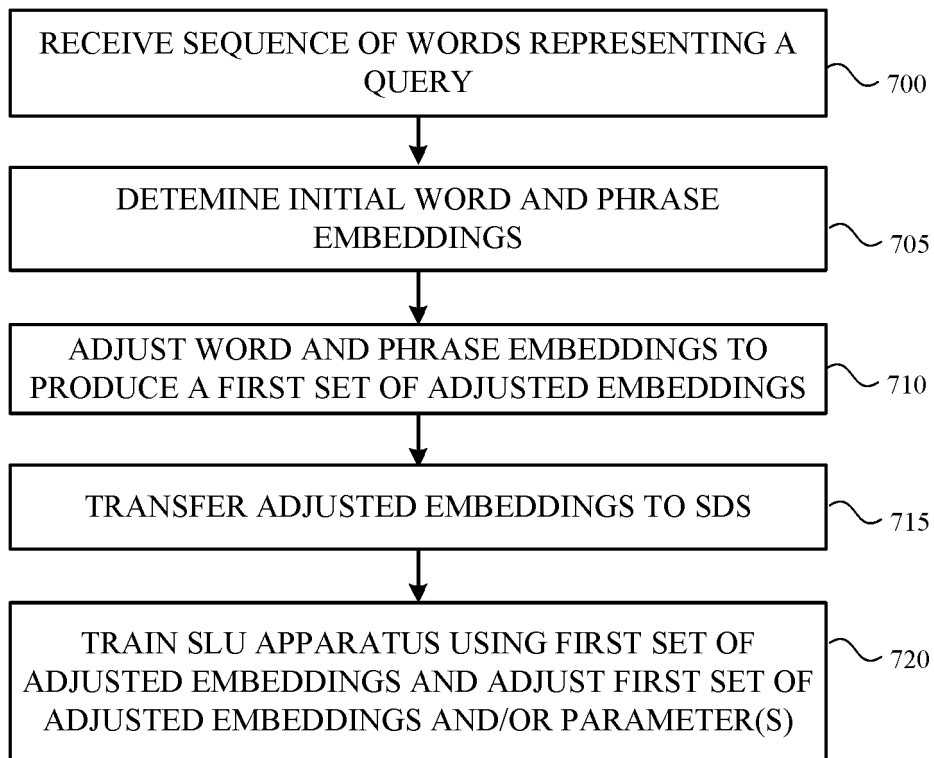 RECEIVE SEQUENCE OF WORDS REPRESENTING A
QUERY
700
DETEMINE INITIAL WORD AND PHRASE
EMBEDDINGS
705
ADJUST WORD AND PHRASE EMBEDDINGS TO
PRODUCE A FIRST SET OF ADJUSTED EMBEDDINGS
710
TRANSFER ADJUSTED EMBEDDINGS TO SDS
715
TRAIN SLU APPARATUS USING FIRST SET OF
ADJUSTED EMBEDDINGS AND ADJUST FIRST SET OF
ADJUSTED EMBEDDINGS AND/OR PARAMETER(S)
720